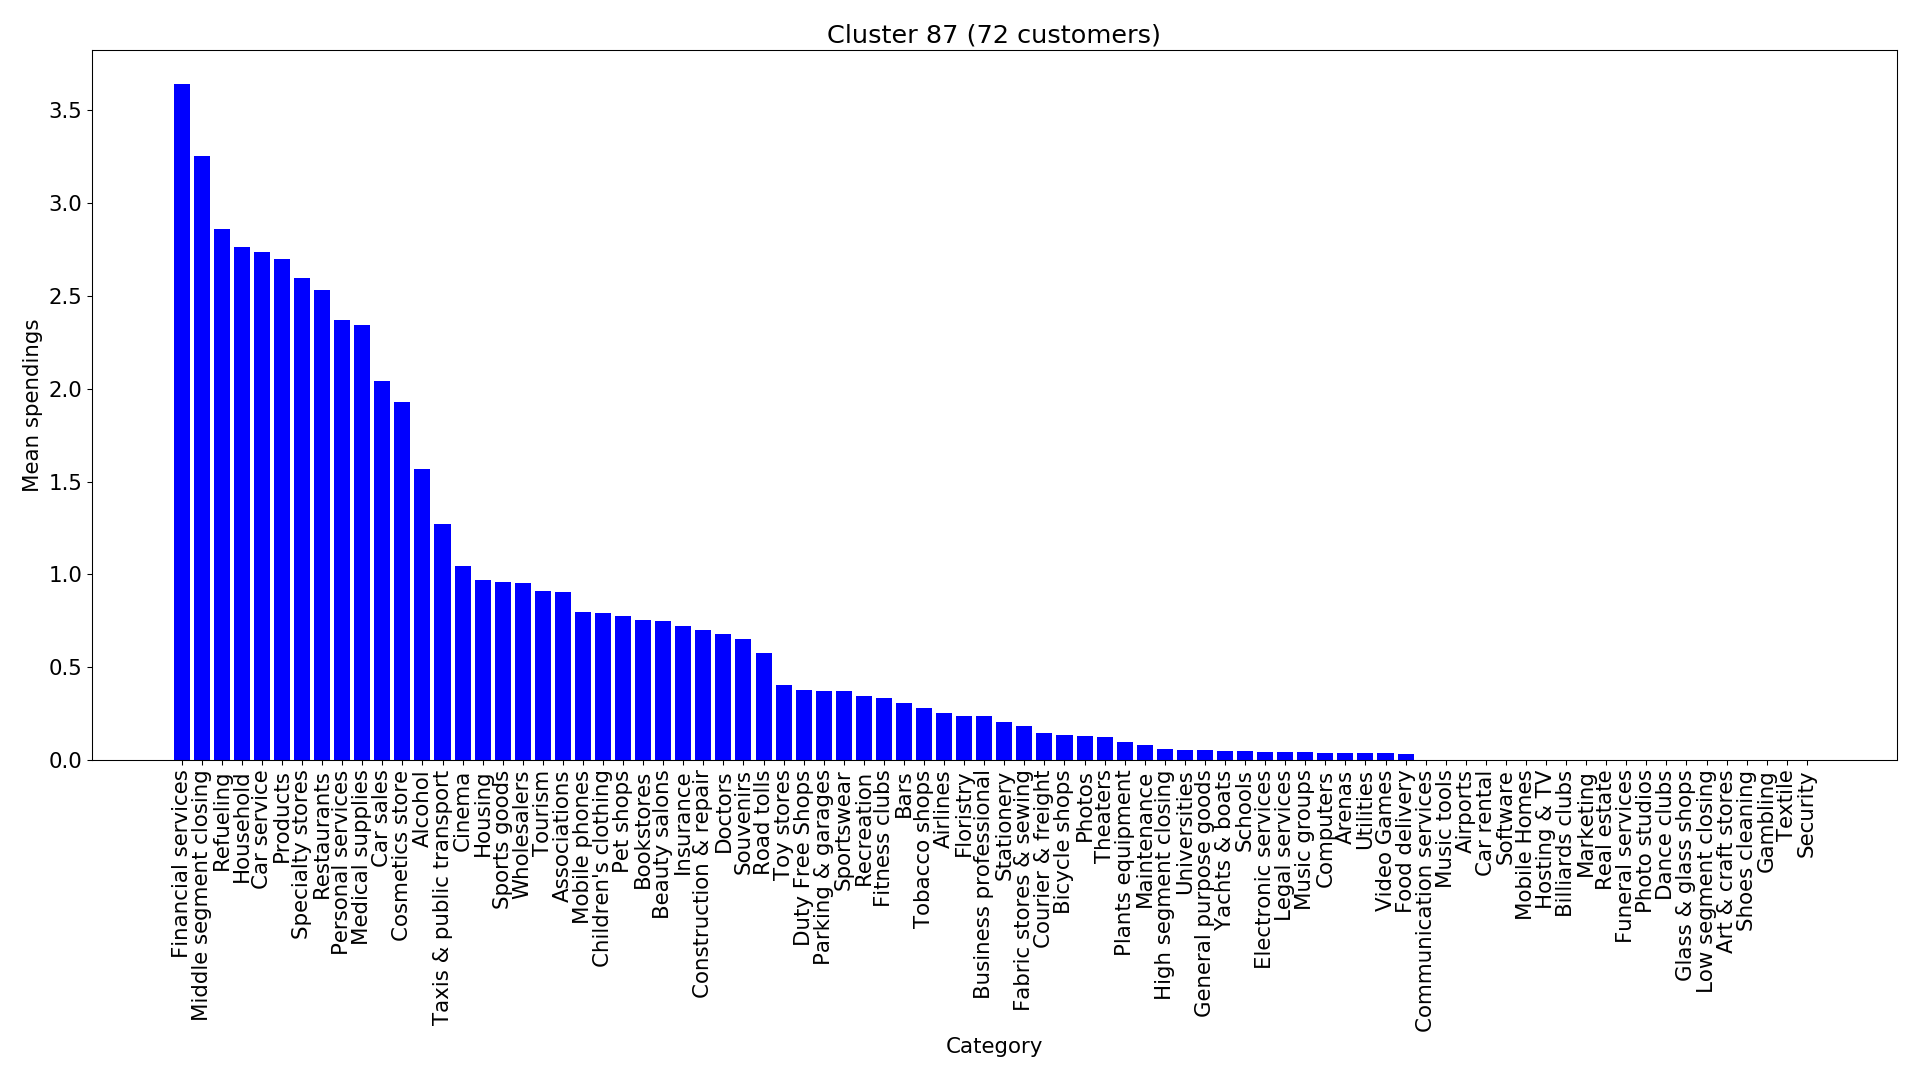 Cluster 87 (72 customers)
Mean spendings
3.5
3.0
2.5
2.0
1.5
1.0
0.5
0.0
Financial services
Middle segment closing
Refueling
Household
Car service
Products
Specialty stores
Restaurants
Personal services
Medical supplies
Car sales
Cosmetics store
Alcohol
Taxis & public transport
Cinema
Housing
Sports goods
Wholesalers
Tourism
Associations
Mobile phones
Children's clothing
Pet shops
Bookstores
Beauty salons
Insurance
Construction & repair
Doctors
Souvenirs
Road tolls
Toy stores
Duty Free Shops
Parking & garages
Sportswear
Recreation
Fitness clubs
Bars
Tobacco shops
Airlines
Floristry
Business professional
Stationery
Fabric stores & sewing
Courier & freight
Bicycle shops
Photos
Theaters
Plants equipment
Maintenance
High segment closing
Universities
General purpose goods
Yachts & boats
Schools
Electronic services
Legal services
Music groups
Computers
Arenas
Utilities
Video Games
Food delivery
Communication services
Music tools
Airports
Car rental
Software
Mobile Homes
Hosting & TV
Billiards clubs
Marketing
Real estate
Funeral services
Photo studios
Dance clubs
Glass & glass shops
Low segment closing
Art & craft stores
Shoes cleaning
Gambling
Textile
Security
Category